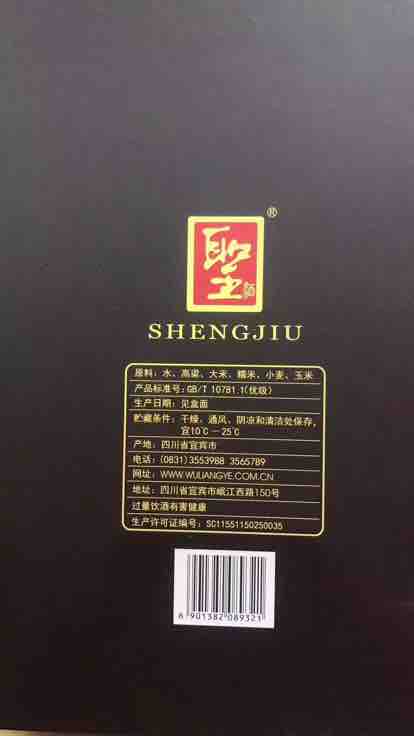 ®
SHENGJIU
原料：水、高粱、大米、糯米、小麦、玉米
产品标准号：GB/T 10781.1(优级)
生产日期：见盒面
贮藏条件：干燥、通风、阴凉和清洁处保存，
宜10℃－25℃
产地：四川省宜宾市
电话：(0831)3553988 3565789
网址：WWW.WULIANGYE.COM.CN
地址：四川省宜宾市岷江西路150号
过量饮酒有害健康
生产许可证编号：SC11551150250035
8 901382 089321